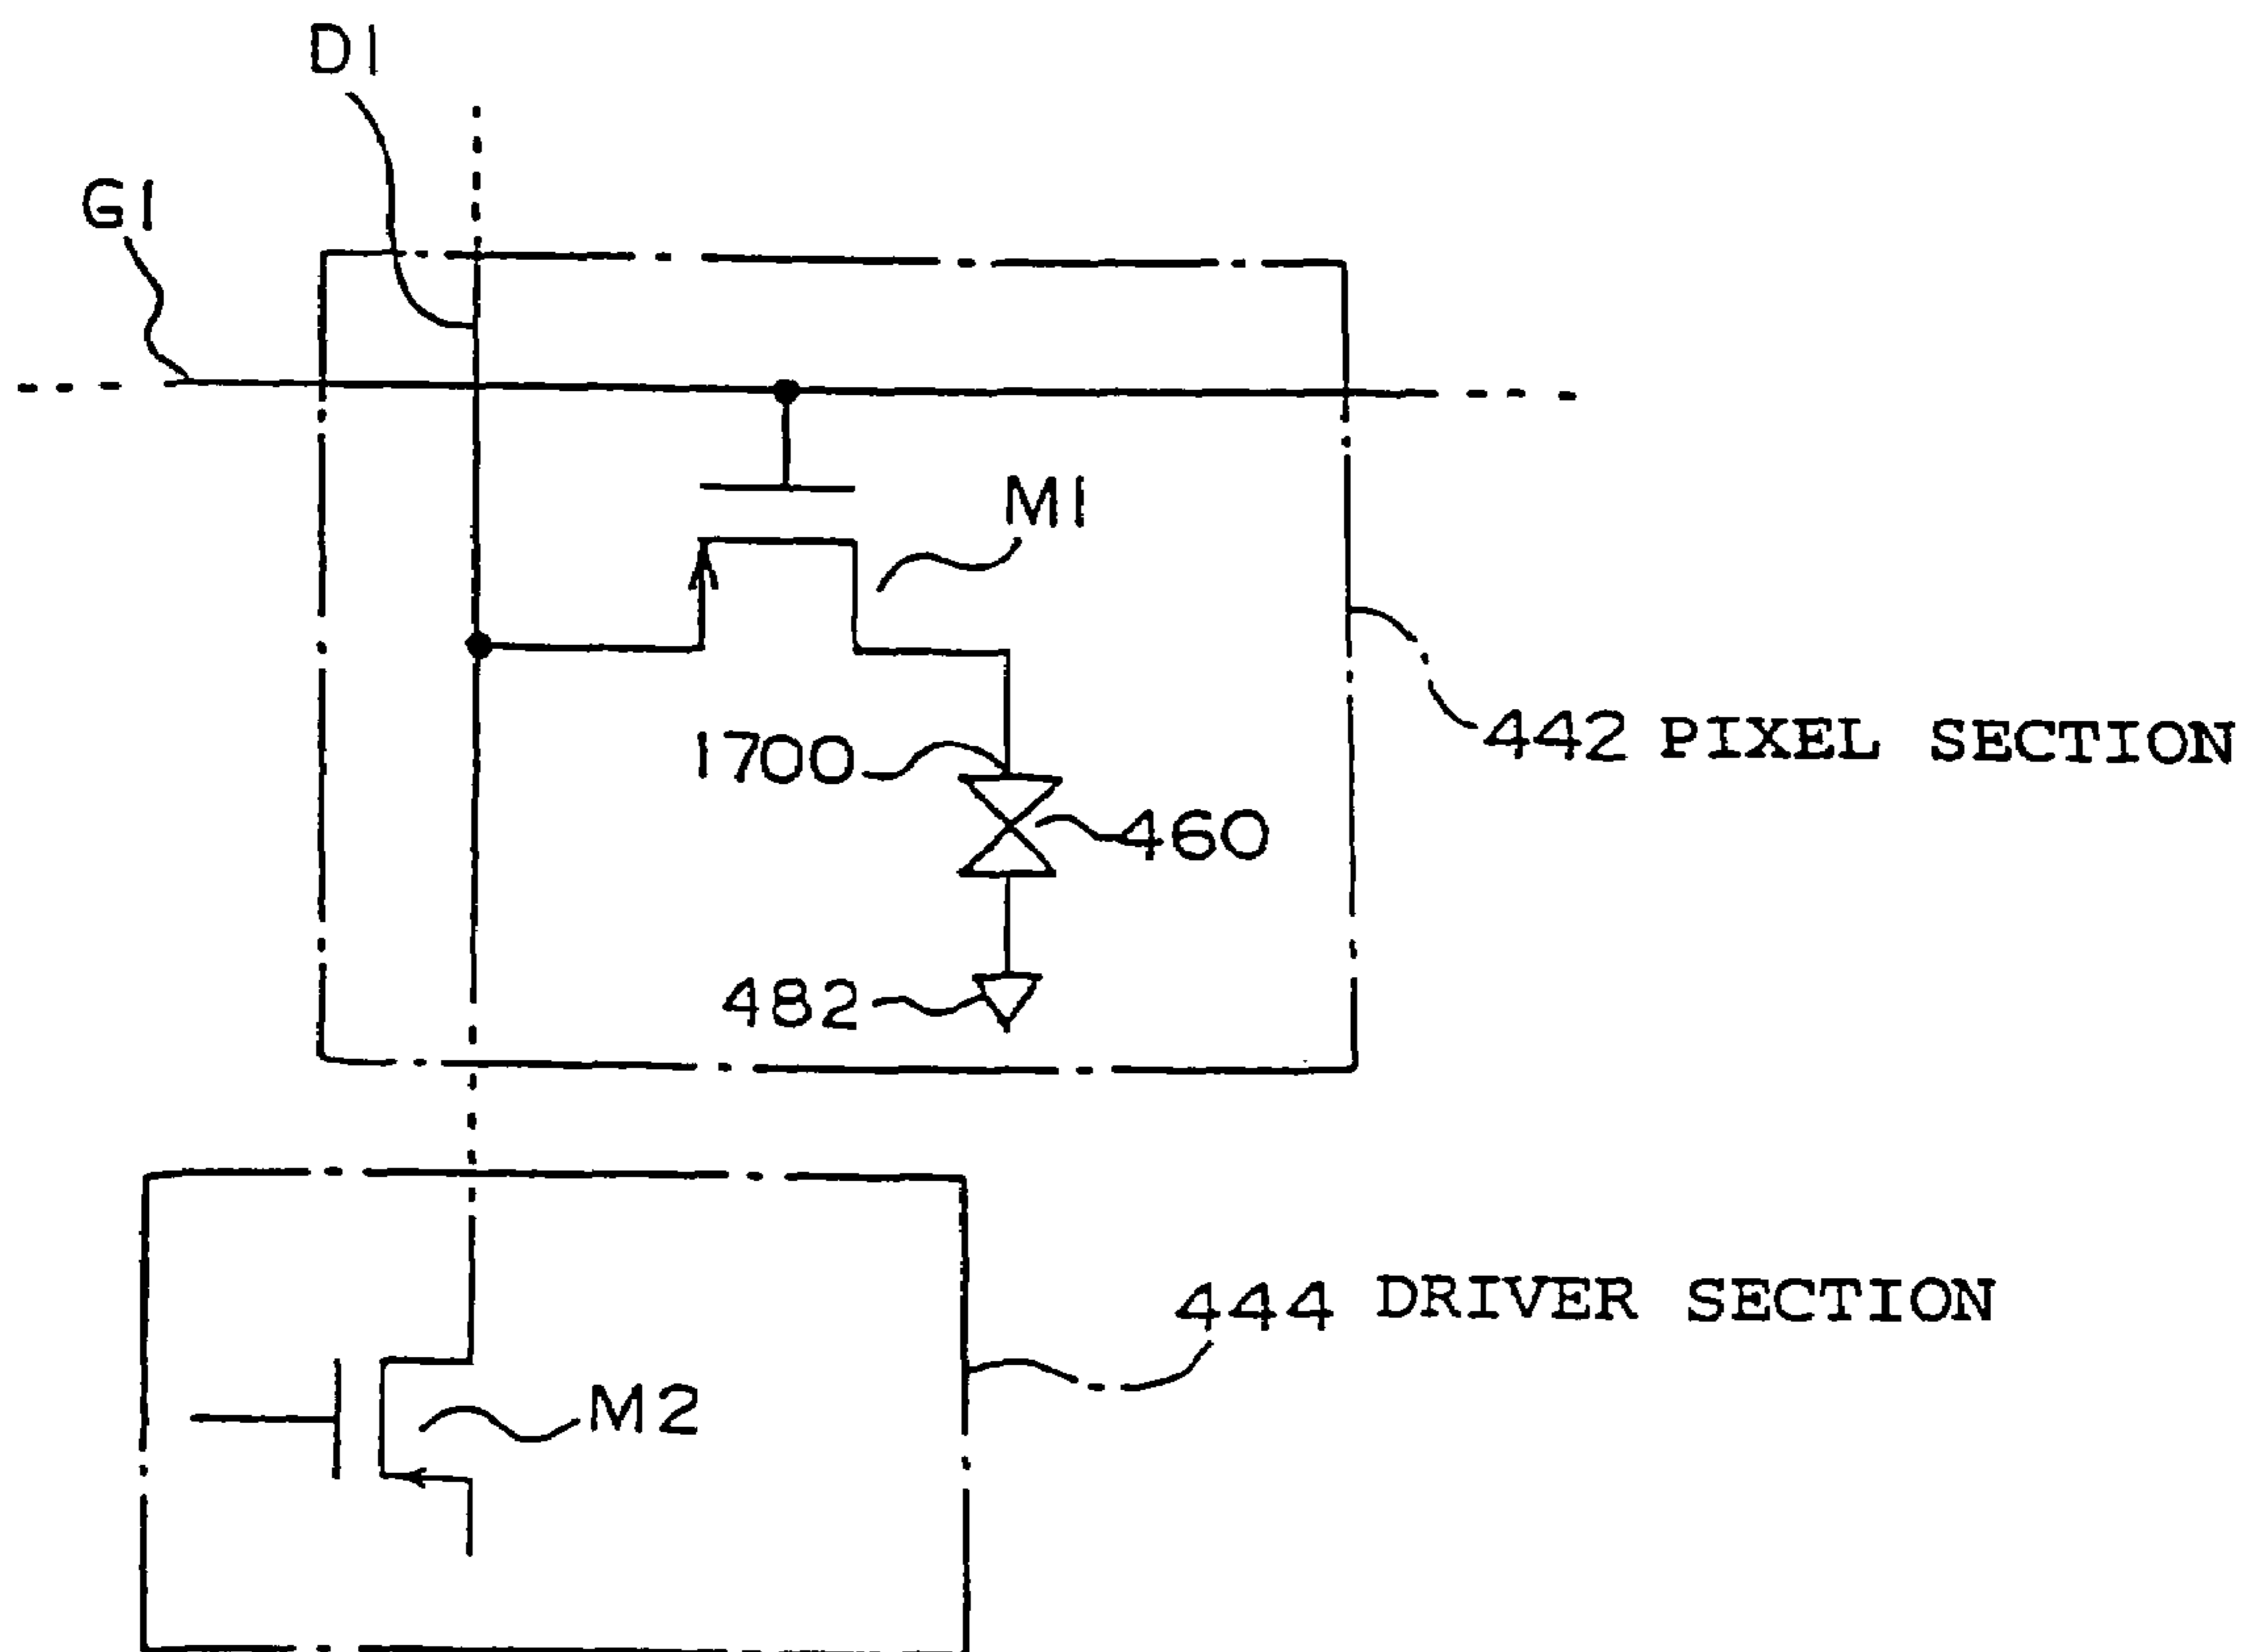 D1
G1
M1
442 PIXEL SECTION
1700
460
482
444 DRIVER SECTION
M2